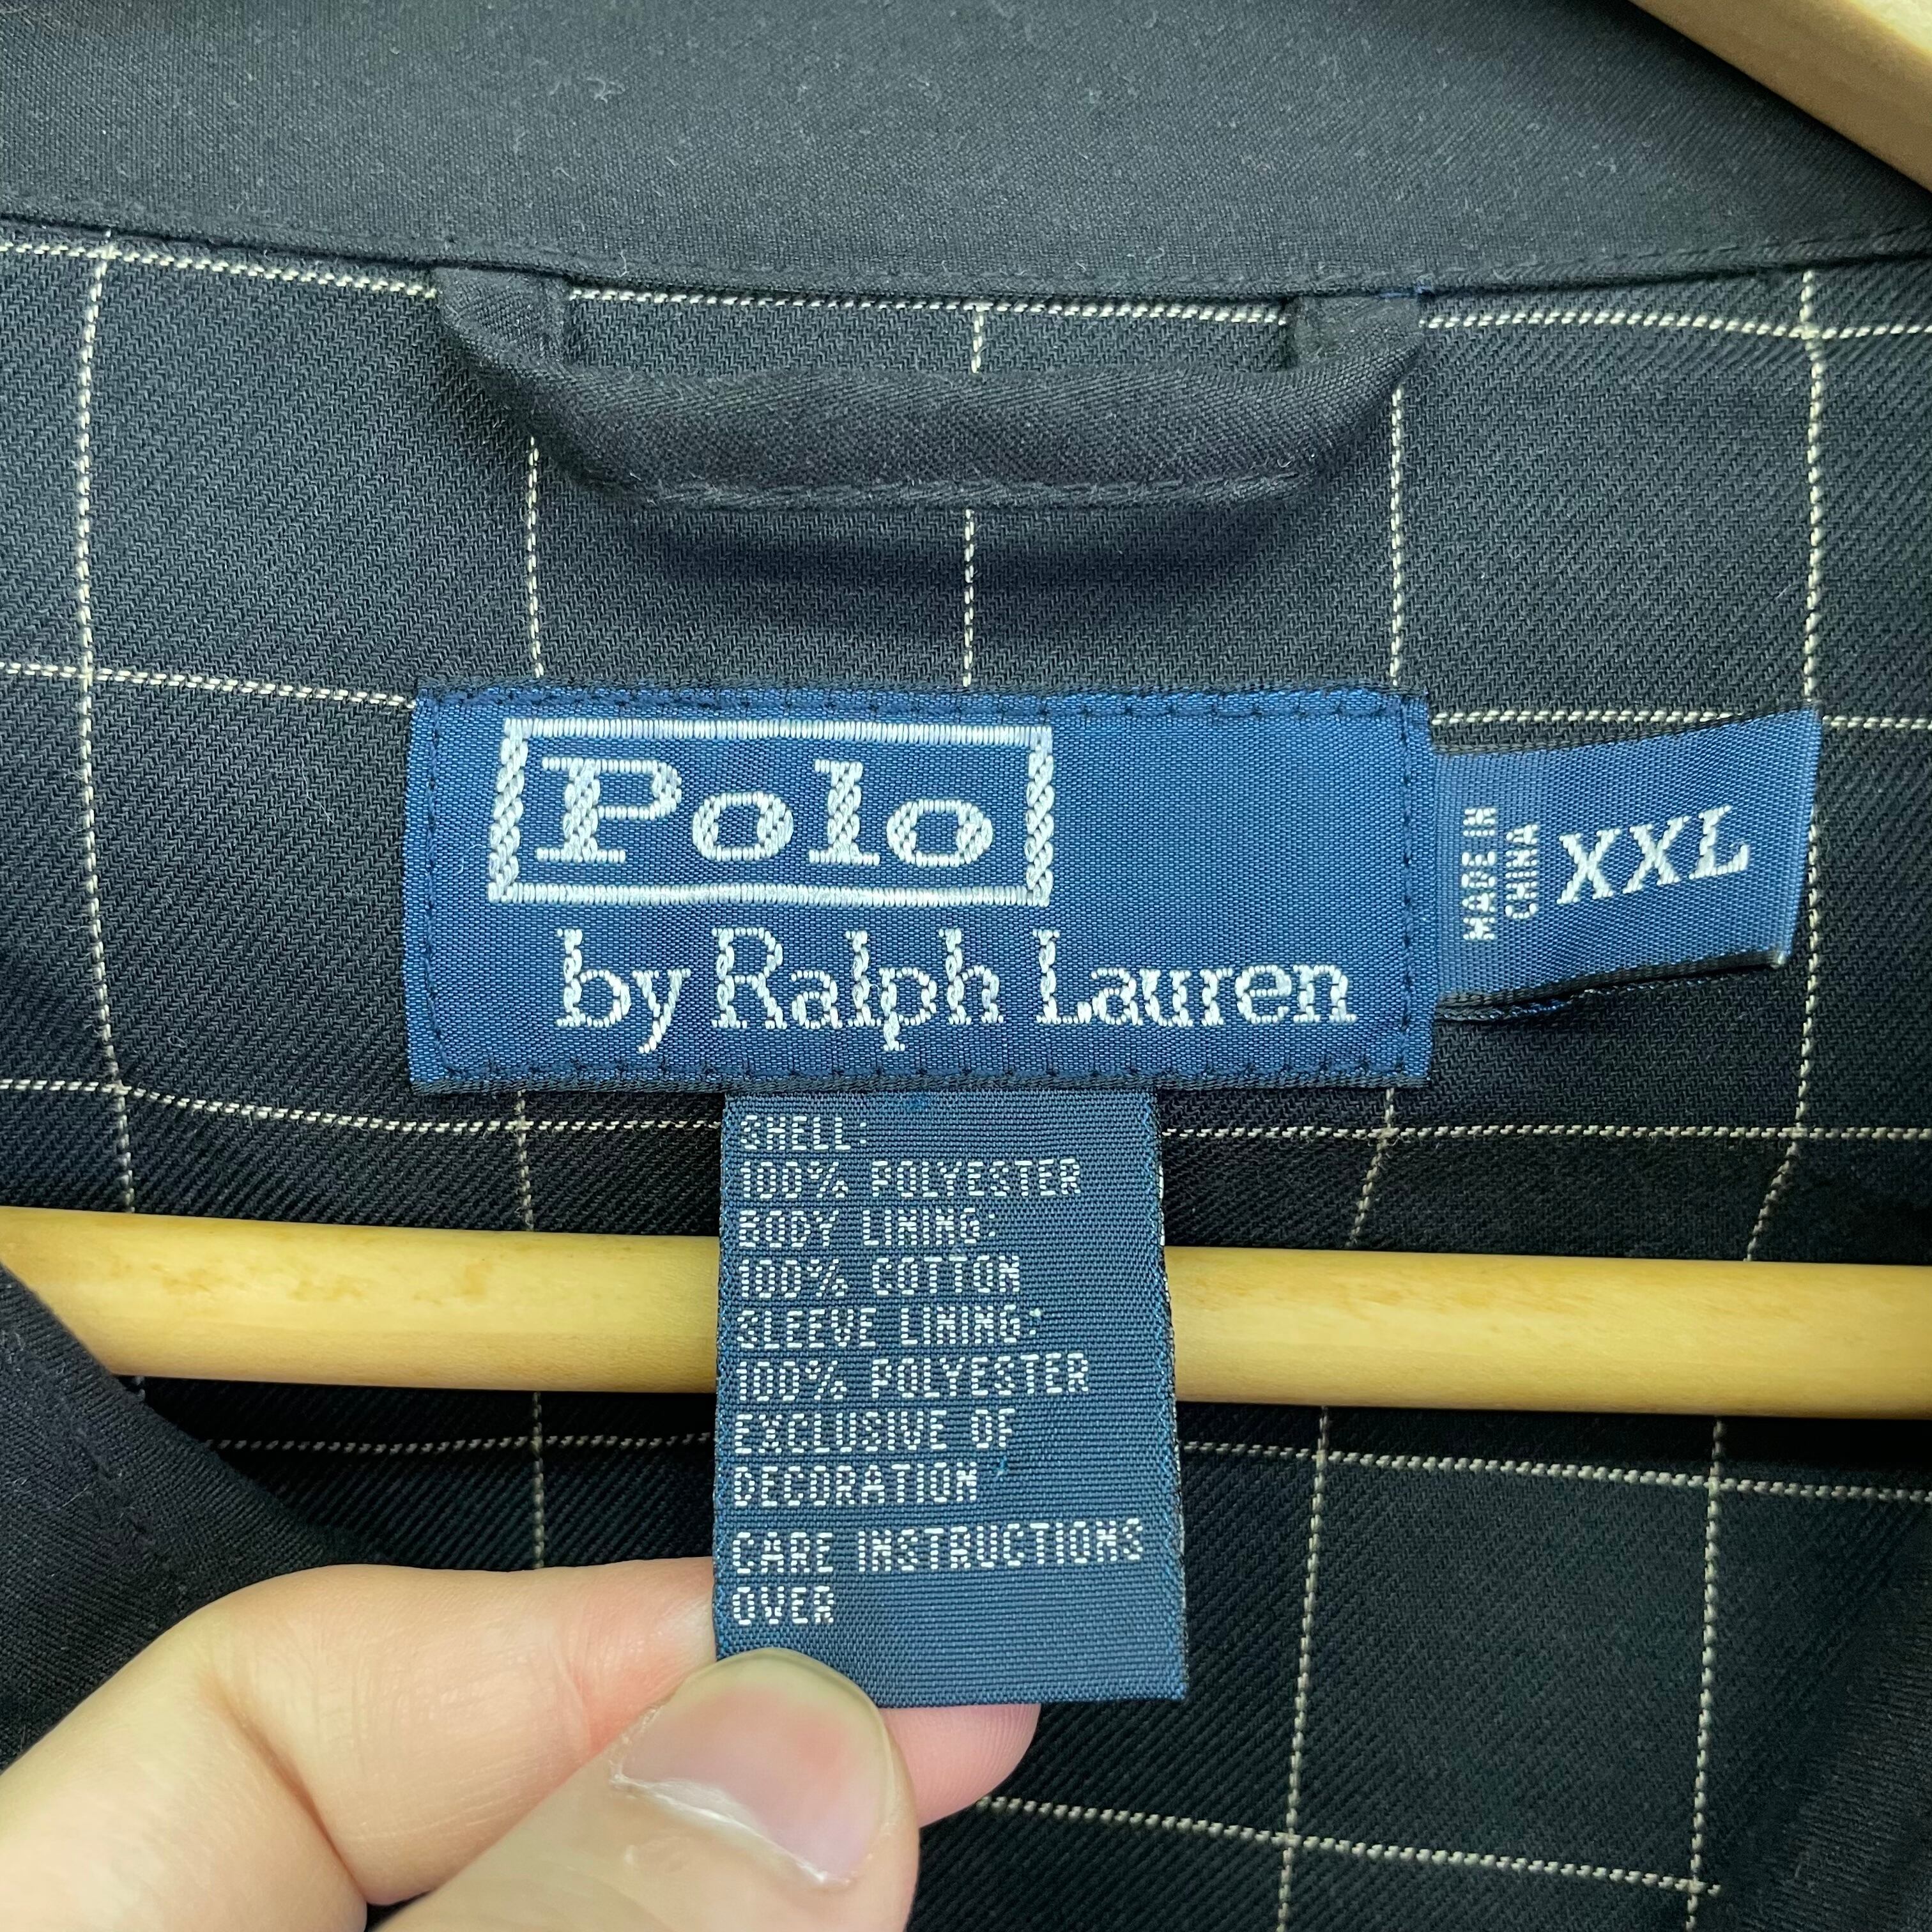 Polo
by Ralph Lauren
MADE IN
CHINA
XXL
SHELL:
100% POLYESTER
BODY LINING:
100% COTTON
SLEEVE LINING:
100% POLYESTER
EXCLUSIVE OF
DECORATION
CARE INSTRUCTIONS
OVER